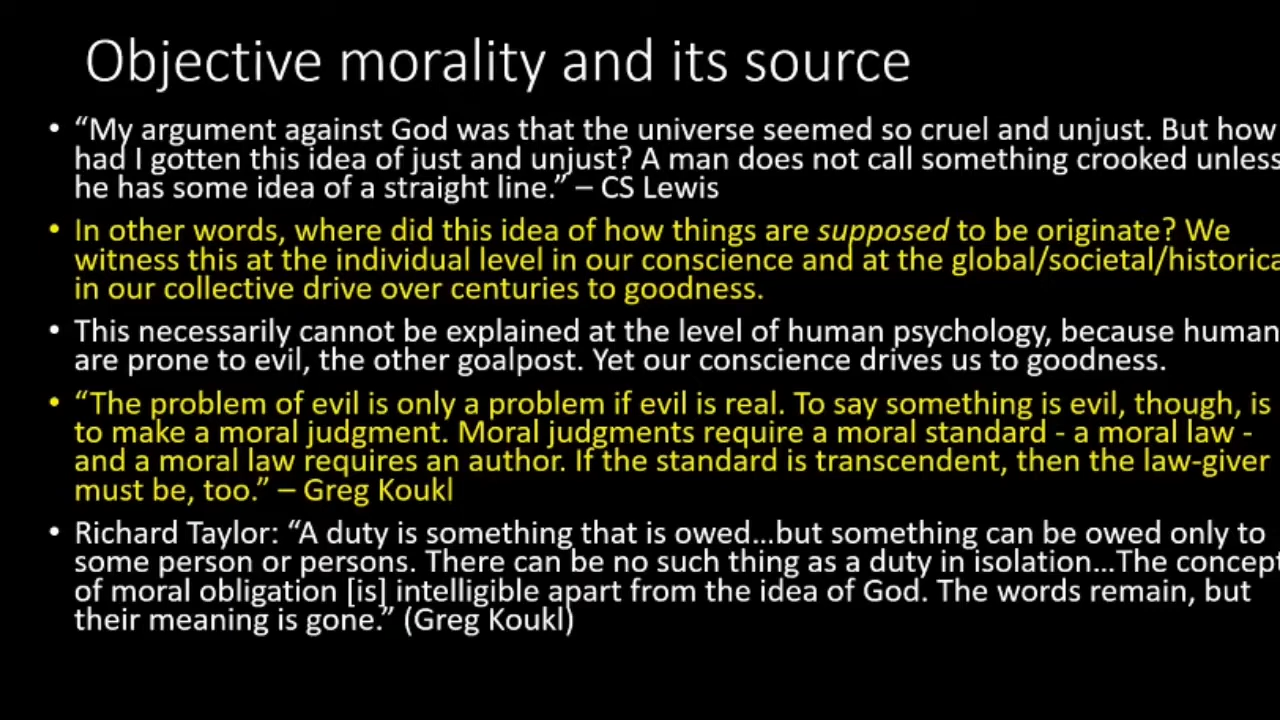 Objective morality and its source
• “My argument against God was that the universe seemed so cruel and unjust. But how
had I gotten this idea of just and unjust? A man does not call something crooked unless
he has some idea of a straight line.” – CS Lewis
• In other words, where did this idea of how things are supposed to be originate? We
witness this at the individual level in our conscience and at the global/societal/historica
in our collective drive over centuries to goodness.
• This necessarily cannot be explained at the level of human psychology, because human
are prone to evil, the other goalpost. Yet our conscience drives us to goodness.
• “The problem of evil is only a problem if evil is real. To say something is evil, though, is
to make a moral judgment. Moral judgments require a moral standard - a moral law -
and a moral law requires an author. If the standard is transcendent, then the law-giver
must be, too.” – Greg Koukl
• Richard Taylor: “A duty is something that is owed…but something can be owed only to
some person or persons. There can be no such thing as a duty in isolation…The concept
of moral obligation [is] intelligible apart from the idea of God. The words remain, but
their meaning is gone.” (Greg Koukl)